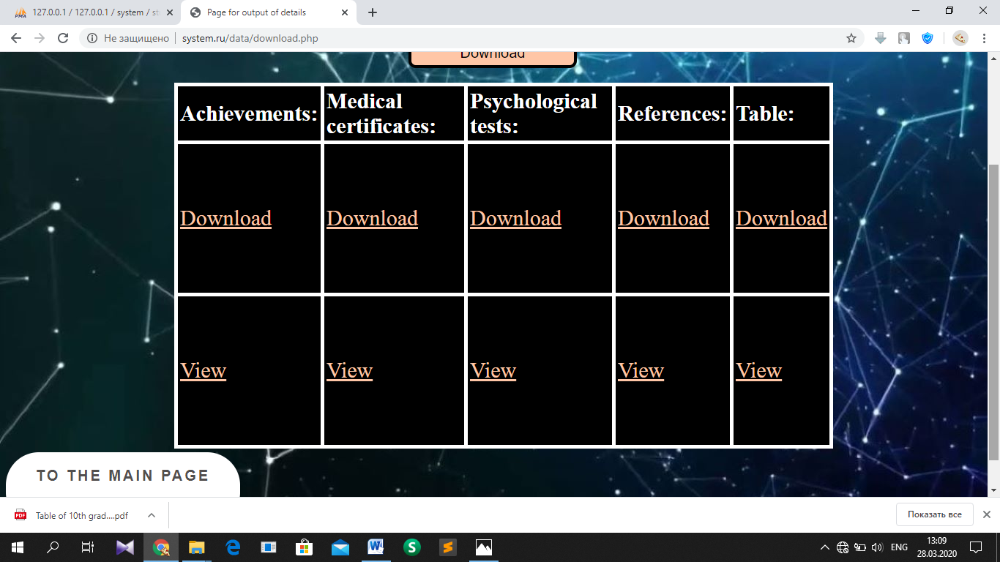 127.0.0.1 / 127.0.0.1 / system / st
Page for output of details
Не защищено
system.ru/data/download.php
Download
Achievements:
Medical certificates:
Psychological tests:
References:
Table:
Download
Download
Download
Download
Download
View
View
View
View
View
TO THE MAIN PAGE
Table of 10th grad....pdf
Показать все
ENG
13:09
28.03.2020